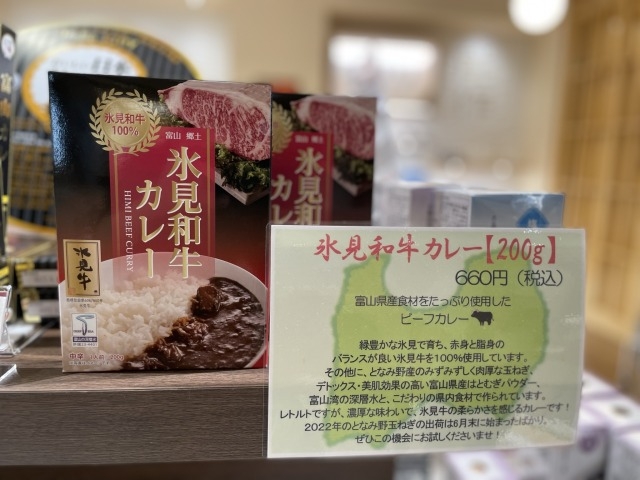 氷見和牛
100%
富山 郷土
氷見和牛
カレー
HIMI BEEF CURRY
氷見牛
中辛
氷見
カレ
氷見和牛カレー【200g】
660円（税込）
富山県産食材をたっぷり使用した
ビーフカレー
緑豊かな氷見で育ち、赤身と脂身の
バランスが良い氷見牛を100%使用しています。
その他に、となみ野産のみずみずしく肉厚な玉ねぎ、
デトックス・美肌効果の高い富山県産はとむぎパウダー、
富山湾の深層水と、こだわりの県内食材で作られています。
レトルトですが、濃厚な味わいで、氷見牛の柔らかさを感じるカレーです！
2022年のとなみ野玉ねぎの出荷は6月末に始まったばかり。
ぜひこの機会にお試しくださいませ！